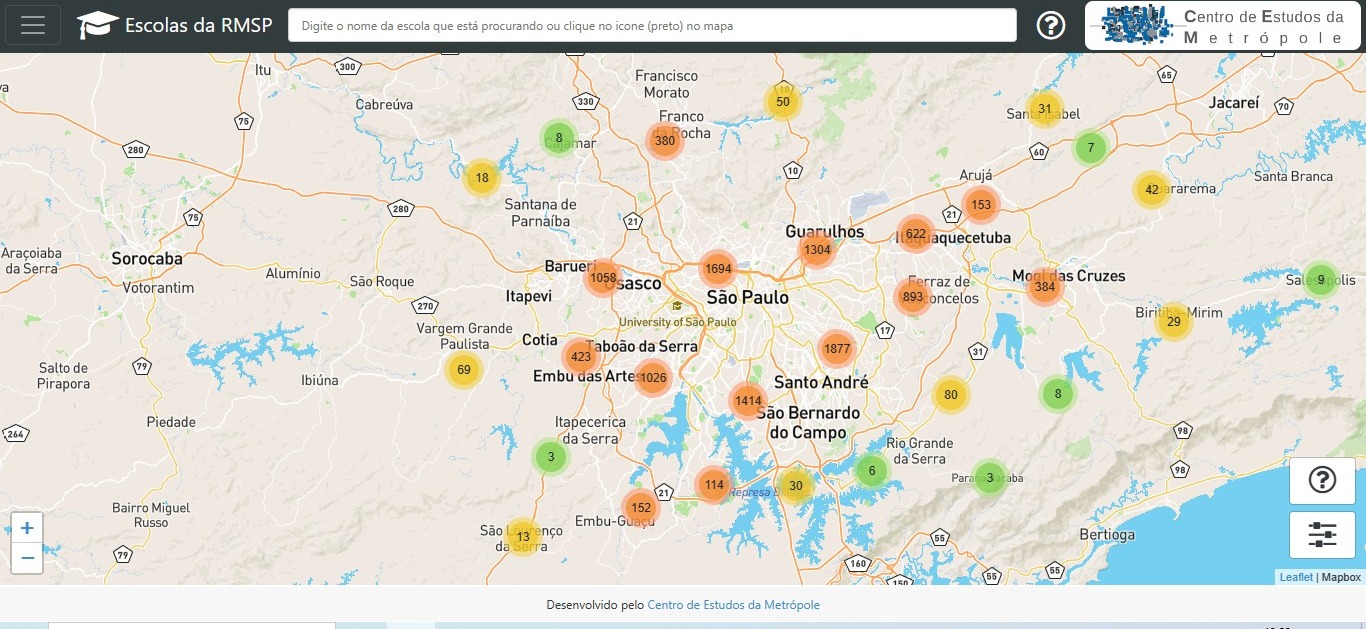 Escolas da RMSP
Digite o nome da escola que está procurando ou clique no icone (preto) no mapa
Centro de Estudos da
Metrópole
Itu
300
Francisco
Morato
10
50
65
Cabreúva
330
Franco
da Rocha
380
31
Santa Isabel
Jacareí
70
75
8
Cajamar
280
60
7
18
10
Arujá
Santa Branca
42
Guararema
75
280
Santana de
Parnaíba
21
21
153
Guarulhos
1304
622
Itaquaquecetuba
Araçoiaba
da Serra
Sorocaba
Votorantim
Alumínio
São Roque
Barueri
1058
Osasco
1694
Ferraz de
Vasconcelos
893
Mogi das Cruzes
384
9
Salesópolis
Itapevi
São Paulo
270
University of São Paulo
17
Biritiba-Mirim
29
Vargem Grande
Paulista
Cotia
Taboão da Serra
423
1877
31
Salto de
Pirapora
79
69
Embu das Artes
1026
Ibiúna
Santo André
1414
80
8
São Bernardo
do Campo
Piedade
Itapecerica
da Serra
264
98
Rio Grande
da Serra
3
6
98
114
30
Represa Billings
Paranapiacaba
3
21
152
Embu-Guaçu
Bairro Miguel
Russo
+
−
São Lourenço
da Serra
13
79
55
Bertioga
160
150
55
55
Leaflet | Mapbox
Desenvolvido pelo Centro de Estudos da Metrópole